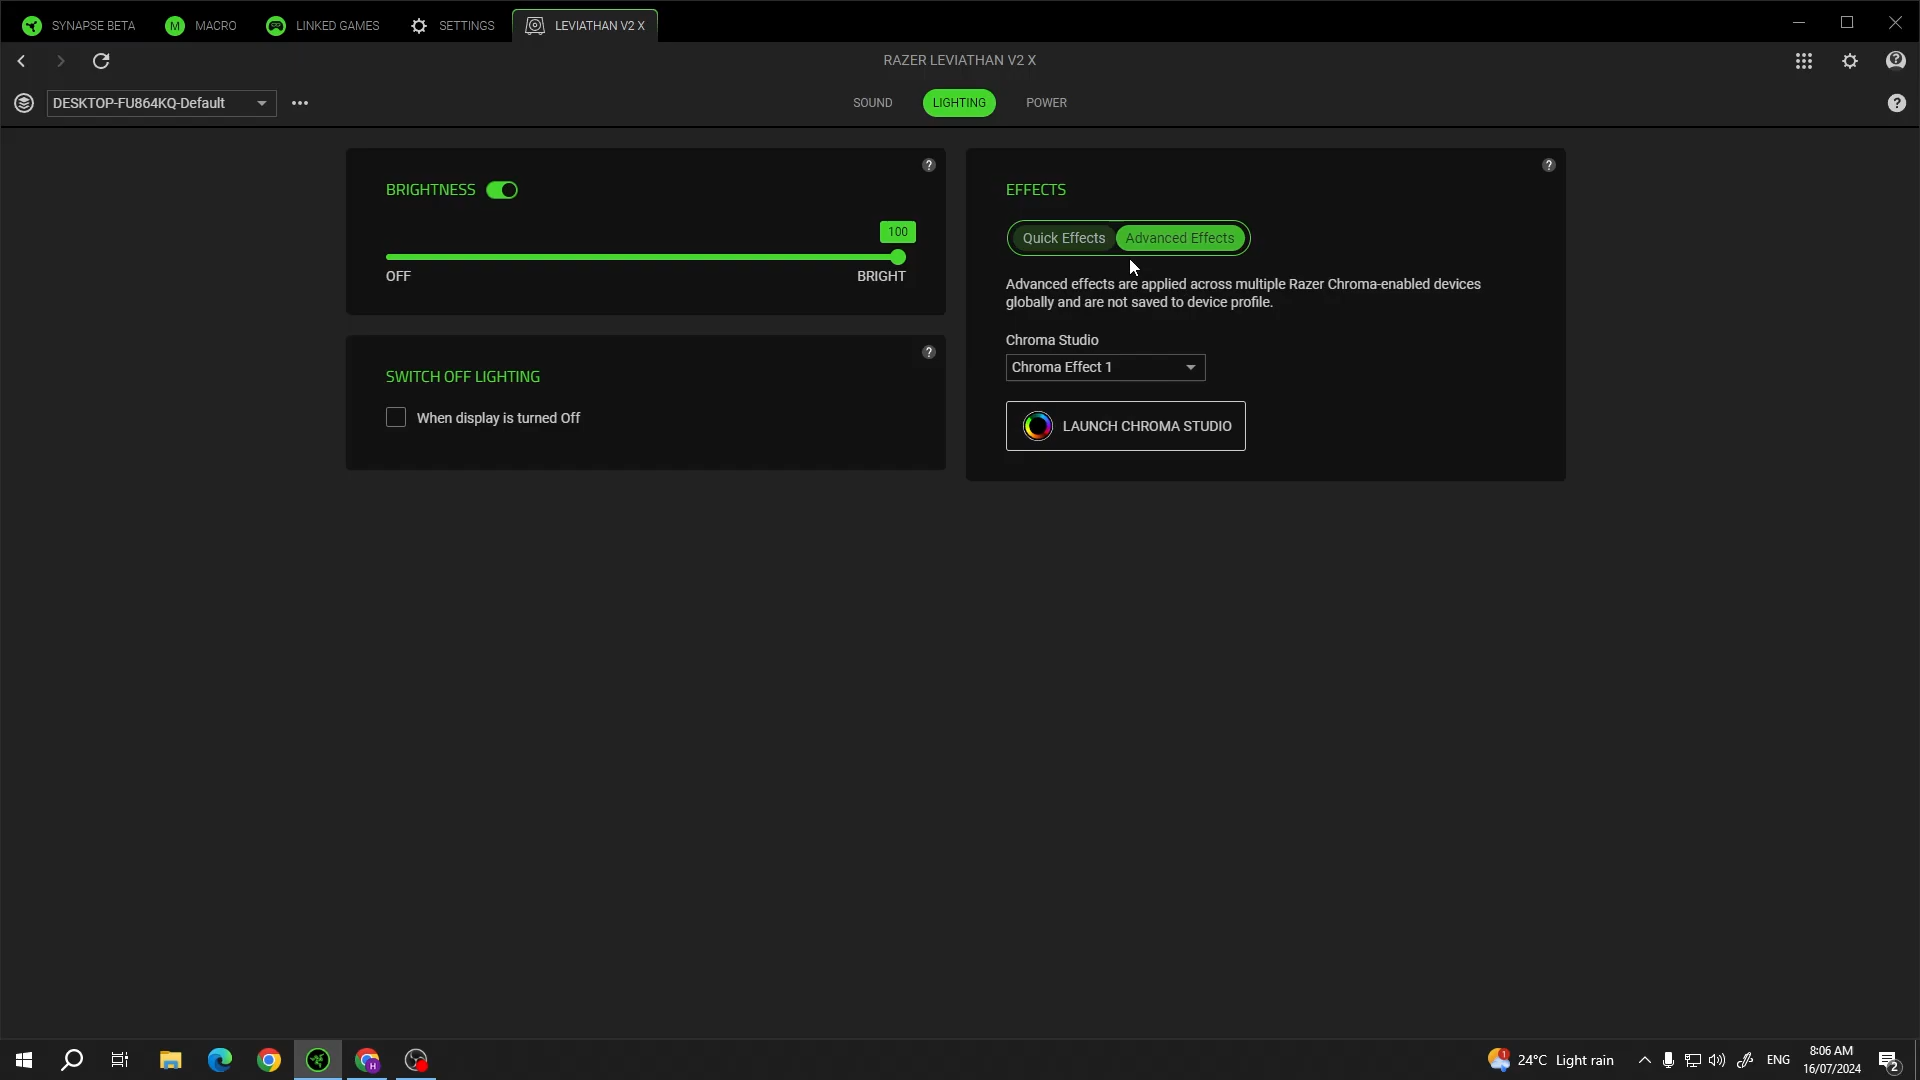 SYNAPSE BETA
M
MACRO
LINKED GAMES
SETTINGS
LEVIATHAN V2 X
RAZER LEVIATHAN V2 X
DESKTOP-FU864KQ-Default
SOUND
LIGHTING
POWER
?
BRIGHTNESS
?
100
OFF
BRIGHT
SWITCH OFF LIGHTING
?
When display is turned Off
EFFECTS
?
Quick Effects
Advanced Effects
Advanced effects are applied across multiple Razer Chroma-enabled devices
globally and are not saved to device profile.
Chroma Studio
Chroma Effect 1
LAUNCH CHROMA STUDIO
H
1
24°C Light rain
ENG
8:06 AM
16/07/2024
2